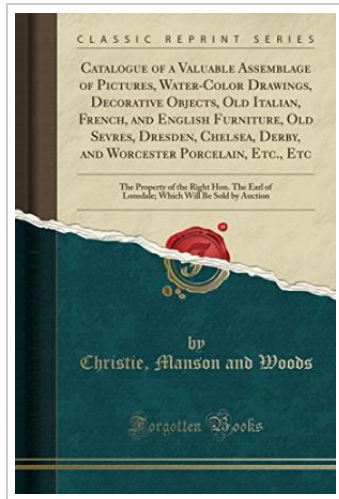 CLASSIC REPRINT SERIES
CATALOGUE OF A VALUABLE ASSEMBLAGE
OF PICTURES, WATER-COLOR DRAWINGS,
DECORATIVE OBJECTS, OLD ITALIAN,
FRENCH, AND ENGLISH FURNITURE, OLD
SEVRES, DRESDEN, CHELSEA, DERBY,
AND WORCESTER PORCELAIN, ETC., ETC
The Property of the Right Hon. The Earl of
Lonsdale; Which Will Be Sold by Auction
by
Christie, Manson and Woods
Forgotten Books